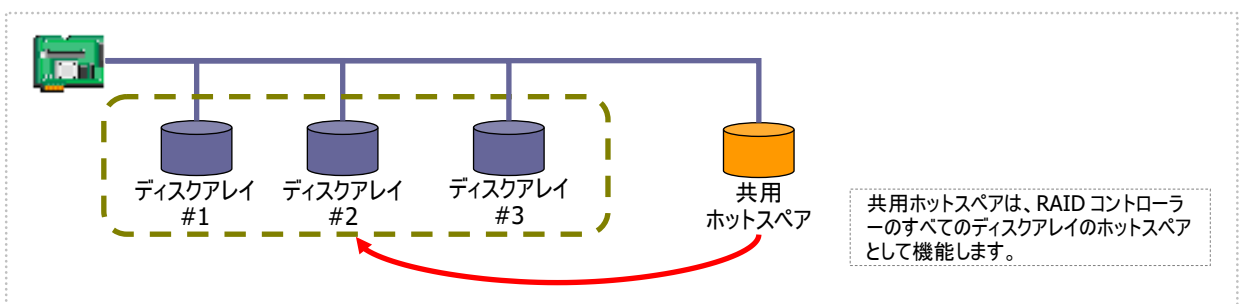 ディスクアレイ
#1
ディスクアレイ
#2
ディスクアレイ
#3
共用
ホットスペア
共用ホットスペアは、RAID コントローラ
ーのすべてのディスクアレイのホットスペア
として機能します。